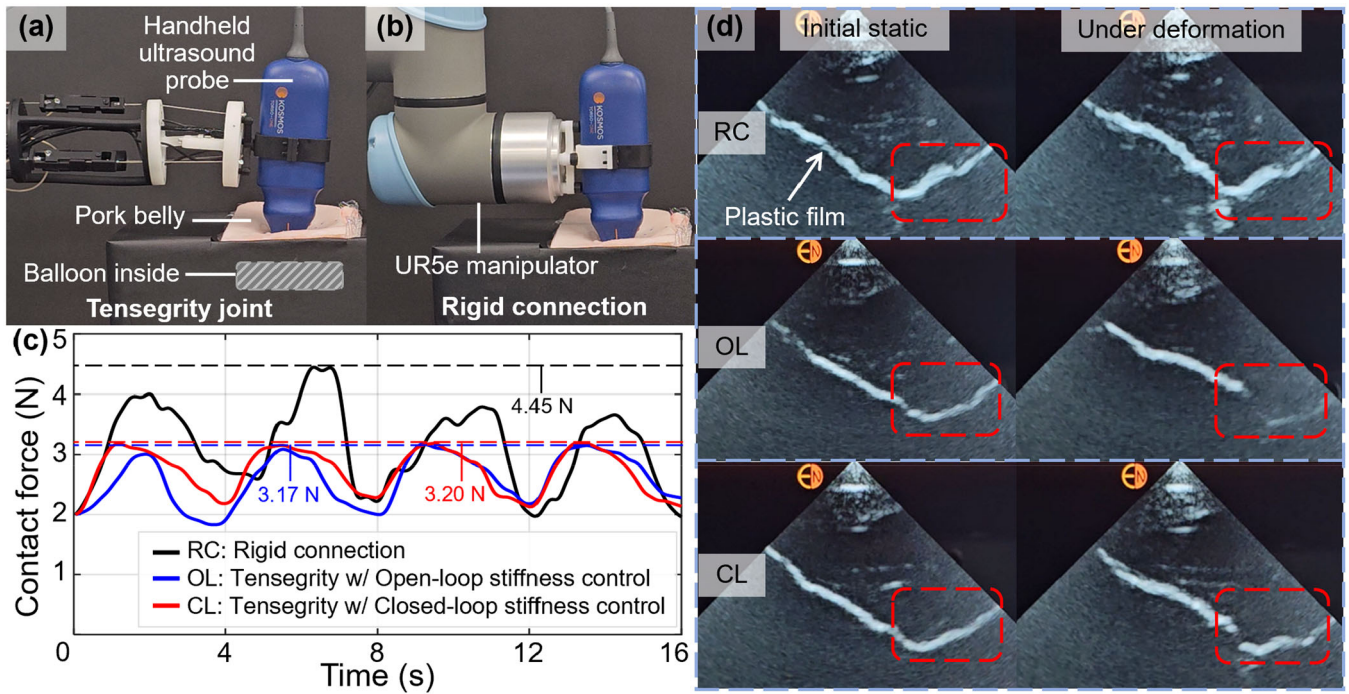 (a)
Handheld
ultrasound
probe
KOSMOS
Pork belly
Balloon inside
Tensegrity joint
(b)
KOSMOS
UR5e manipulator
Rigid connection
(c)
Contact force (N)
5
4
3
2
1
0
4
8
12
16
Time (s)
4.45 N
3.17 N
3.20 N
RC: Rigid connection
OL: Tensegrity w/ Open-loop stiffness control
CL: Tensegrity w/ Closed-loop stiffness control
(d)
Initial static
Under deformation
RC
Plastic film
OL
CL